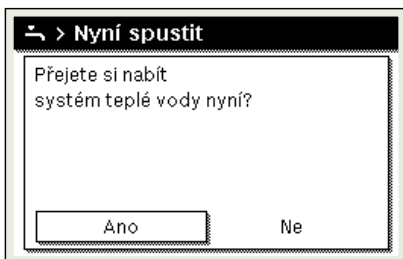 > Nyní spustit
Přejete si nabít
systém teplé vody nyní?
Ano Ne